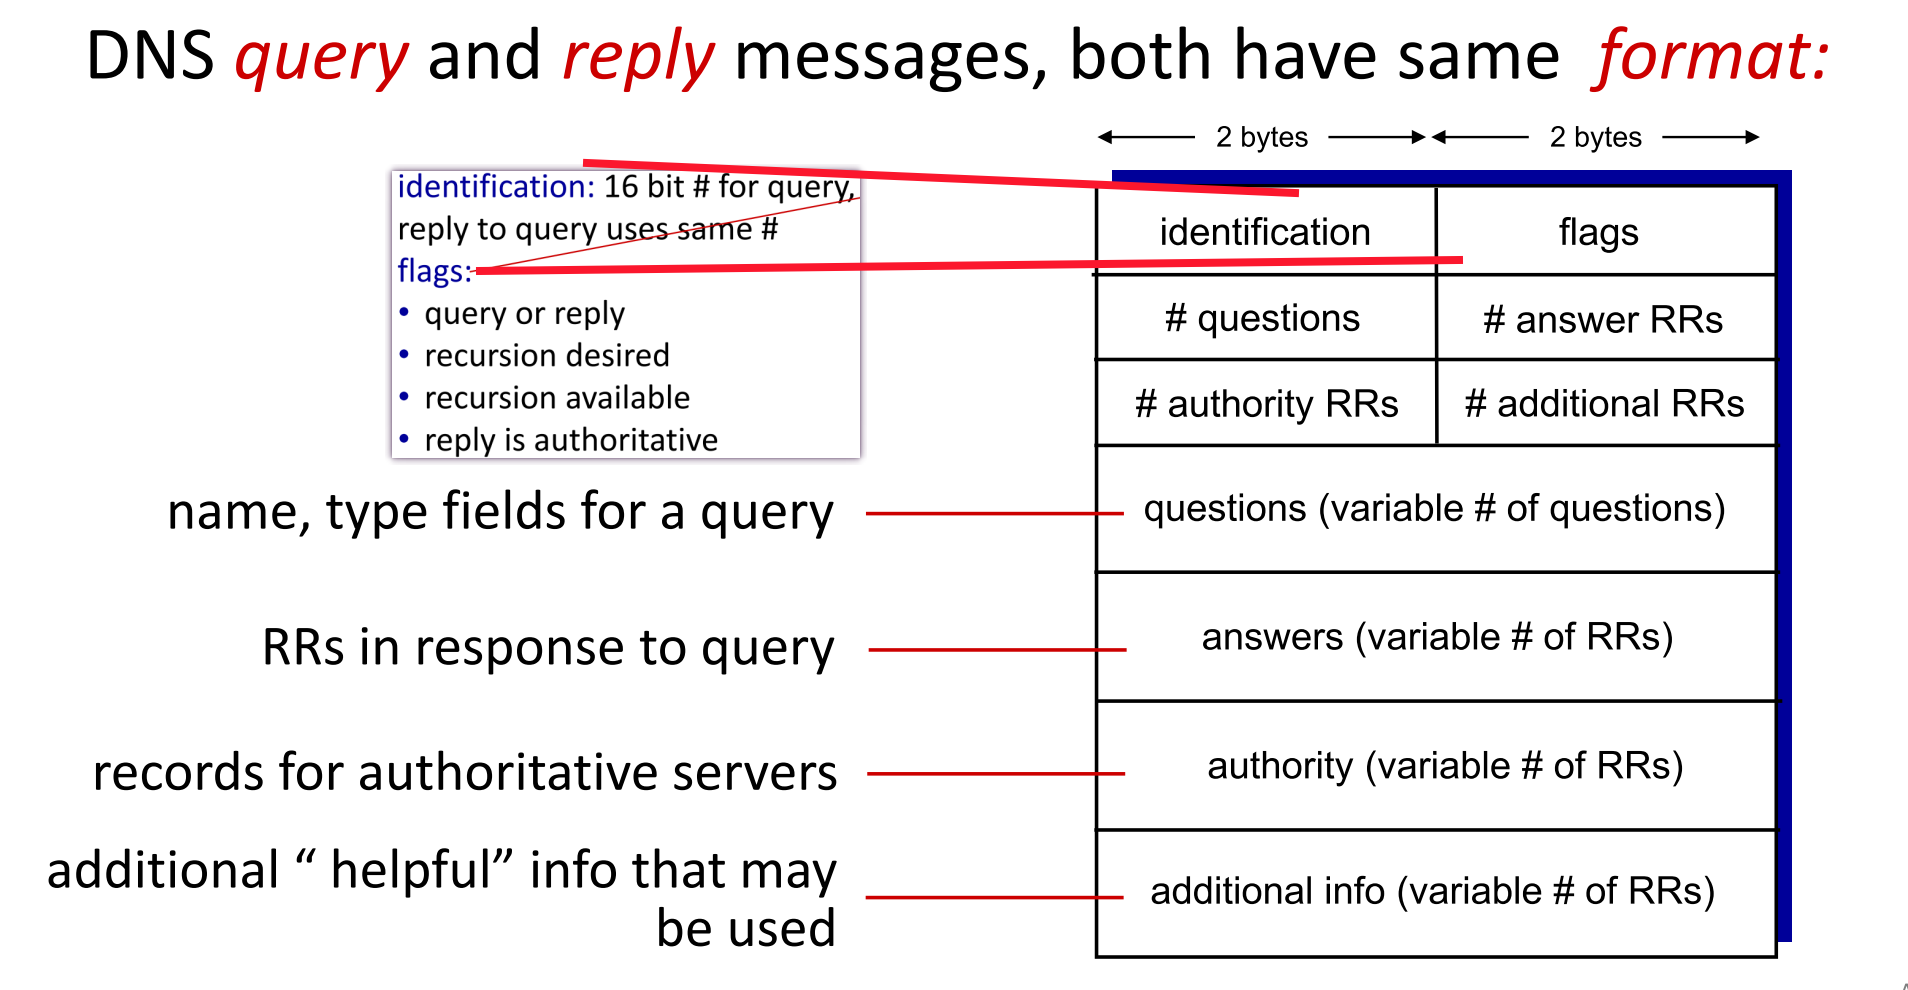 DNS query and reply messages, both have same format:
2 bytes 2 bytes
identification: 16 bit # for query,
reply to query uses same #
flags:
• query or reply
• recursion desired
• recursion available
• reply is authoritative
identification flags
# questions # answer RRs
# authority RRs # additional RRs
name, type fields for a query
questions (variable # of questions)
RRs in response to query
answers (variable # of RRs)
records for authoritative servers
authority (variable # of RRs)
additional “ helpful” info that may
be used
additional info (variable # of RRs)